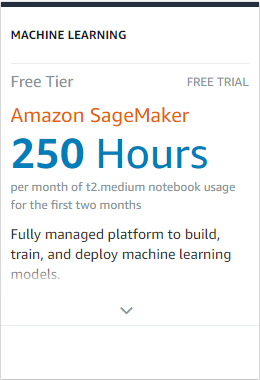 MACHINE LEARNING
Free Tier FREE TRIAL
Amazon SageMaker
250 Hours
per month of t2.medium notebook usage
for the first two months
Fully managed platform to build,
train, and deploy machine learning
models.